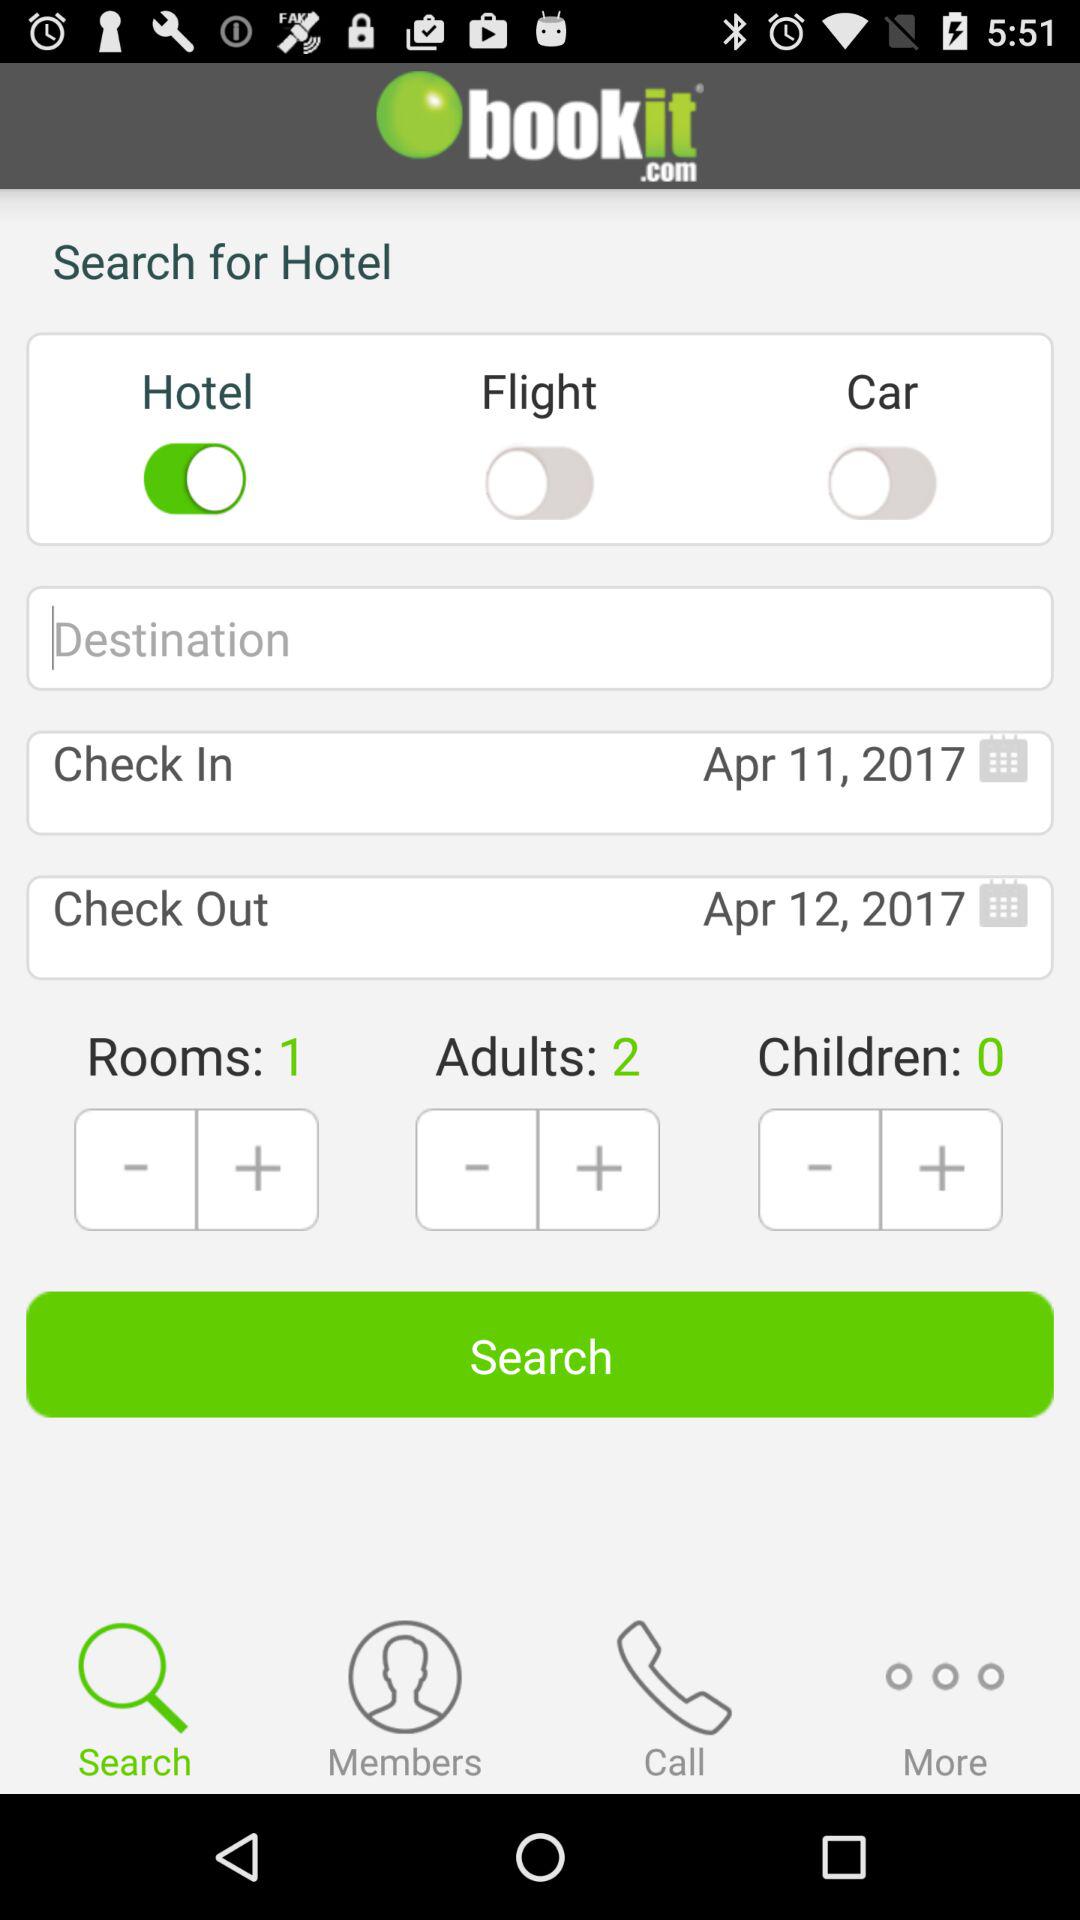 FAKE 5:51
bookit®
.com
Search for Hotel
Hotel Flight Car
Destination
Check In Apr 11, 2017
Check Out Apr 12, 2017
Rooms: 1 Adults: 2 Children: 0
- + - + - +
Search
Search Members Call More